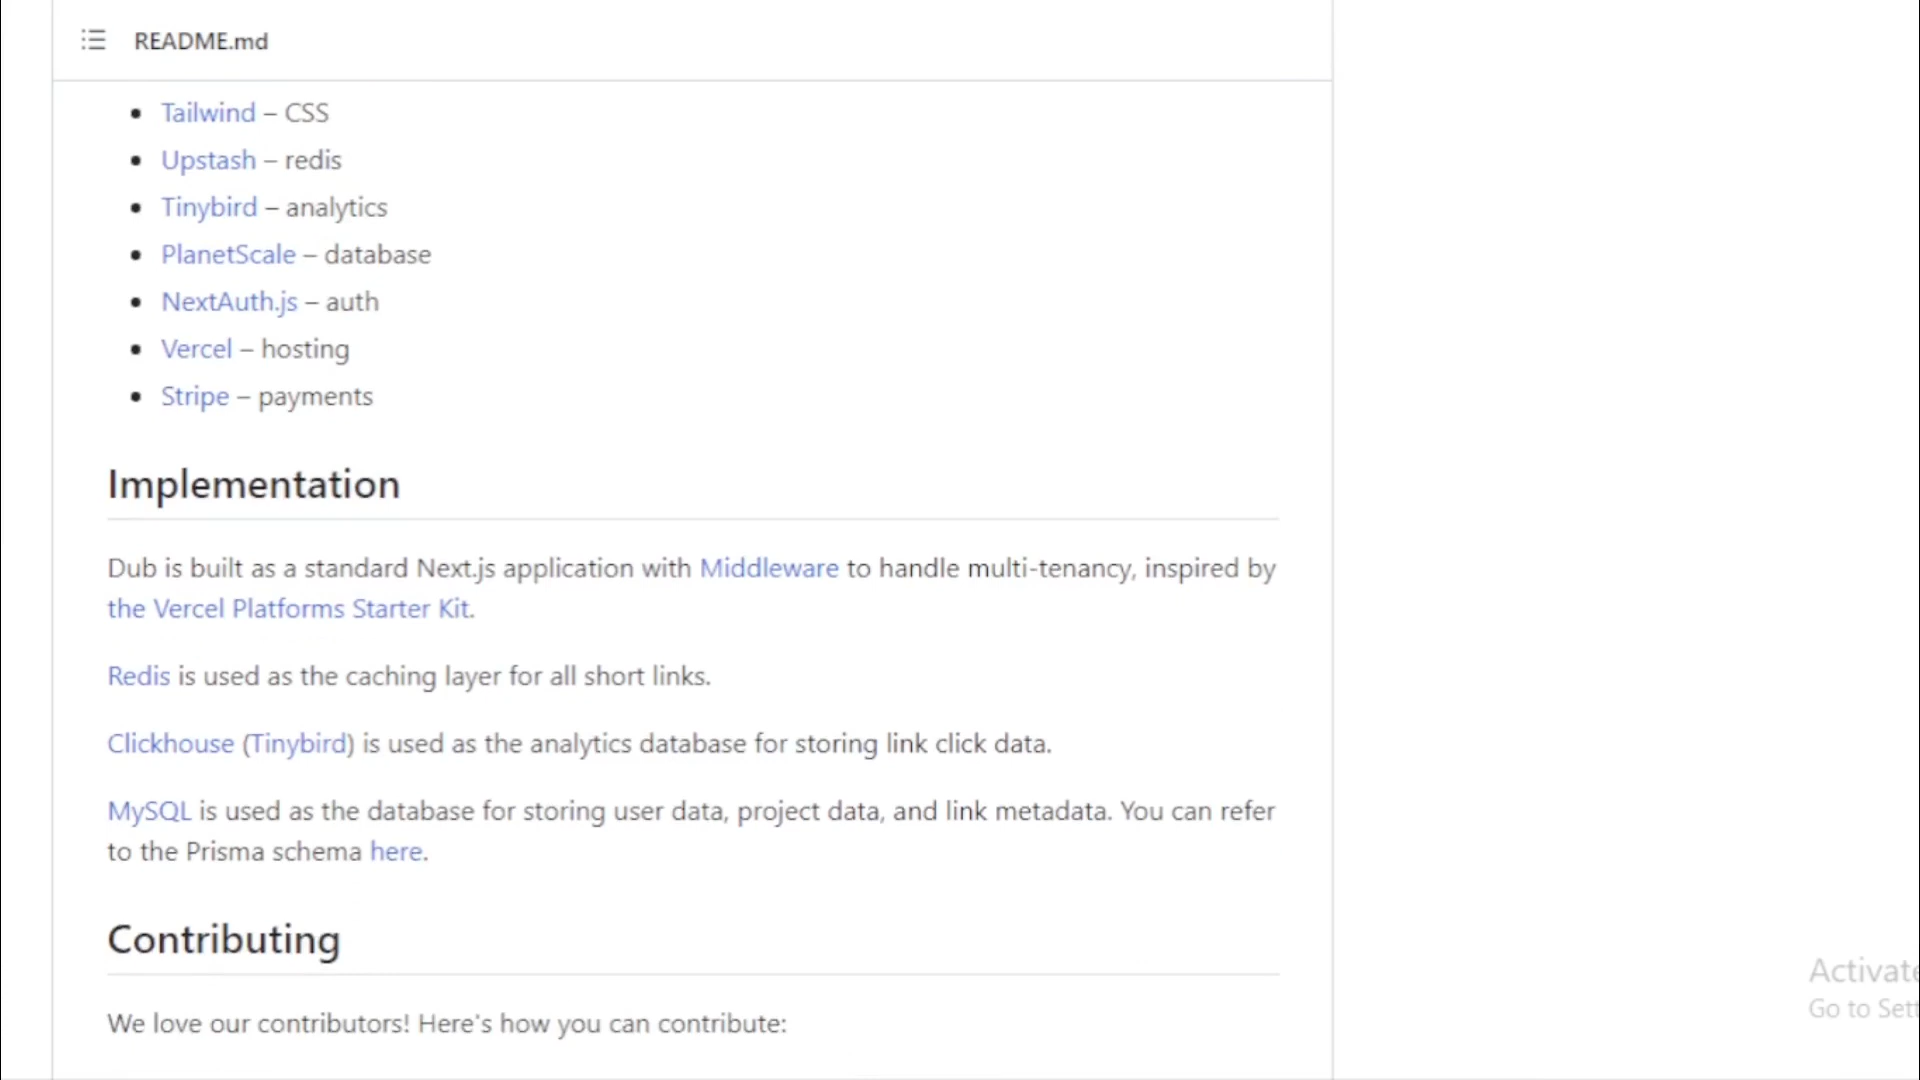 README.md
Tailwind – CSS
Upstash – redis
Tinybird – analytics
PlanetScale – database
NextAuth.js – auth
Vercel – hosting
Stripe – payments
Implementation
Dub is built as a standard Next.js application with Middleware to handle multi-tenancy, inspired by
the Vercel Platforms Starter Kit.
Redis is used as the caching layer for all short links.
Clickhouse (Tinybird) is used as the analytics database for storing link click data.
MySQL is used as the database for storing user data, project data, and link metadata. You can refer
to the Prisma schema here.
Contributing
We love our contributors! Here's how you can contribute:
Activate
Go to Sett